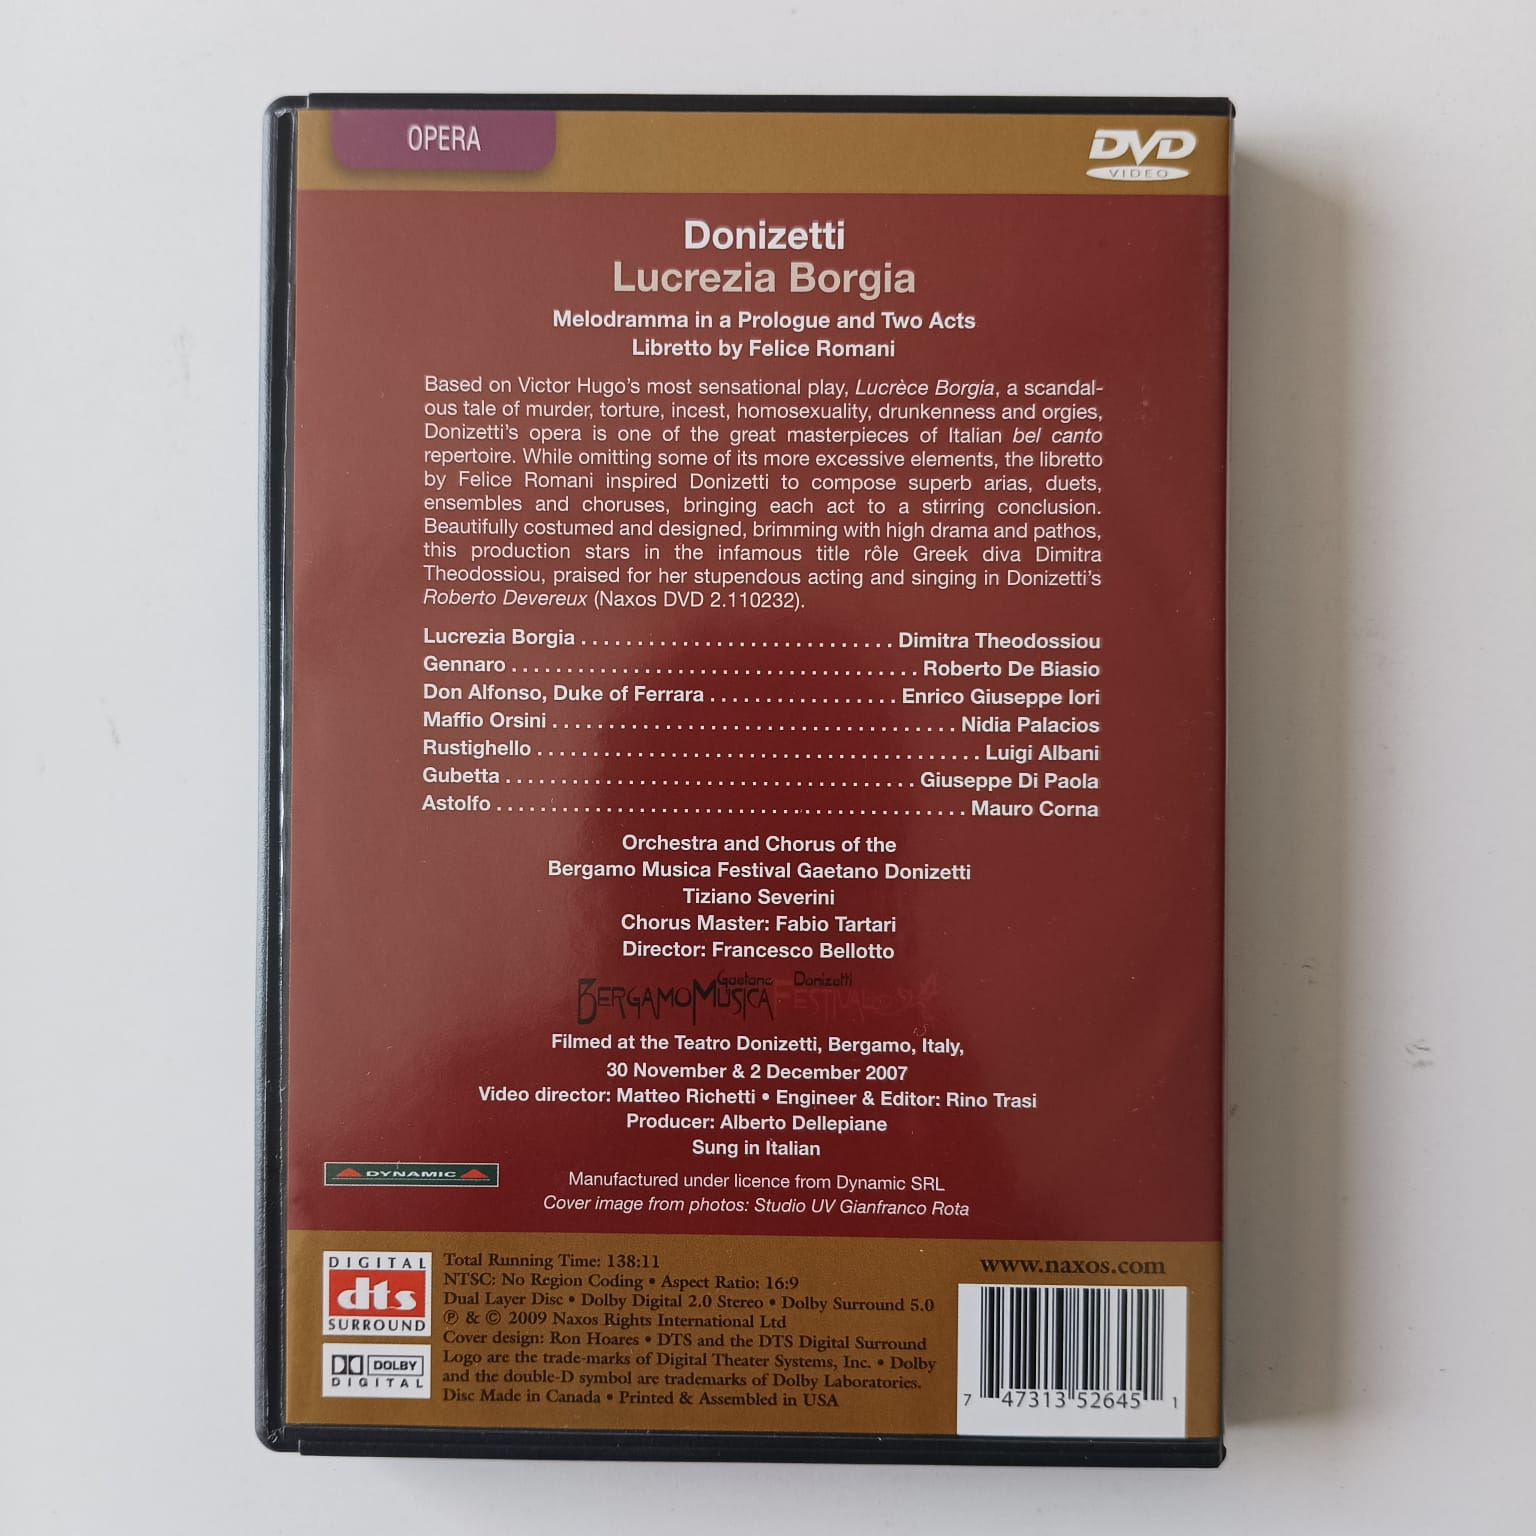 OPERA
DVD
VIDEO
Donizetti
Lucrezia Borgia
Melodramma in a Prologue and Two Acts
Libretto by Felice Romani
Based on Victor Hugo's most sensational play, Lucrèce Borgia, a scandal-
ous tale of murder, torture, incest, homosexuality, drunkenness and orgies,
Donizetti's opera is one of the great masterpieces of Italian bel canto
repertoire. While omitting some of its more excessive elements, the libretto
by Felice Romani inspired Donizetti to compose superb arias, duets,
ensembles and choruses, bringing each act to a stirring conclusion.
Beautifully costumed and designed, brimming with high drama and pathos,
this production stars in the infamous title rôle Greek diva Dimitra
Theodossiou, praised for her stupendous acting and singing in Donizetti's
Roberto Devereux (Naxos DVD 2.110232).
Lucrezia Borgia . . . . . . . . . . . . . . . . . . . . . . . . . . . . Dimitra Theodossiou
Gennaro . . . . . . . . . . . . . . . . . . . . . . . . . . . . . . . . . . . . . Roberto De Biasio
Don Alfonso, Duke of Ferrara . . . . . . . . . . . . . . . . . Enrico Giuseppe Iori
Maffio Orsini . . . . . . . . . . . . . . . . . . . . . . . . . . . . . . . . . . . . . Nidia Palacios
Rustighello . . . . . . . . . . . . . . . . . . . . . . . . . . . . . . . . . . . . . . . . Luigi Albani
Gubetta . . . . . . . . . . . . . . . . . . . . . . . . . . . . . . . . . . . . . Giuseppe Di Paola
Astolfo . . . . . . . . . . . . . . . . . . . . . . . . . . . . . . . . . . . . . . . . . . . Mauro Corna
Orchestra and Chorus of the
Bergamo Musica Festival Gaetano Donizetti
Tiziano Severini
Chorus Master: Fabio Tartari
Director: Francesco Bellotto
Gaetano Donizetti
BERGAMO MUSICA FESTIVAL
Filmed at the Teatro Donizetti, Bergamo, Italy,
30 November & 2 December 2007
Video director: Matteo Richetti • Engineer & Editor: Rino Trasi
Producer: Alberto Dellepiane
Sung in Italian
DYNAMIC
Manufactured under licence from Dynamic SRL
Cover image from photos: Studio UV Gianfranco Rota
DIGITAL
dts
SURROUND
DOLBY
DIGITAL
Total Running Time: 138:11
NTSC: No Region Coding • Aspect Ratio: 16:9
Dual Layer Disc • Dolby Digital 2.0 Stereo • Dolby Surround 5.0
℗ & © 2009 Naxos Rights International Ltd
Cover design: Ron Hoares • DTS and the DTS Digital Surround
Logo are the trade-marks of Digital Theater Systems, Inc. • Dolby
and the double-D symbol are trademarks of Dolby Laboratories.
Disc Made in Canada • Printed & Assembled in USA
www.naxos.com
7 47313 52645 1